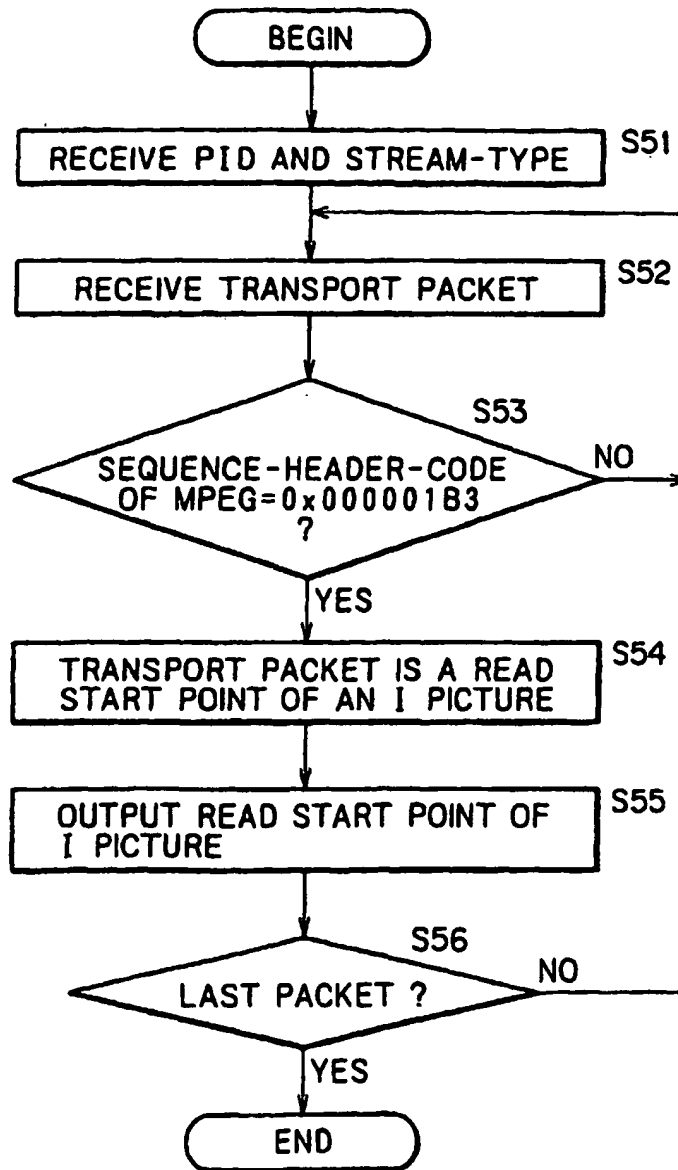 BEGIN
S51
RECEIVE PID AND STREAM-TYPE
S52
RECEIVE TRANSPORT PACKET
S53
SEQUENCE-HEADER-CODE
OF MPEG=0x000001B3
?
NO
YES
S54
TRANSPORT PACKET IS A READ
START POINT OF AN I PICTURE
S55
OUTPUT READ START POINT OF
I PICTURE
S56
LAST PACKET ?
NO
YES
END